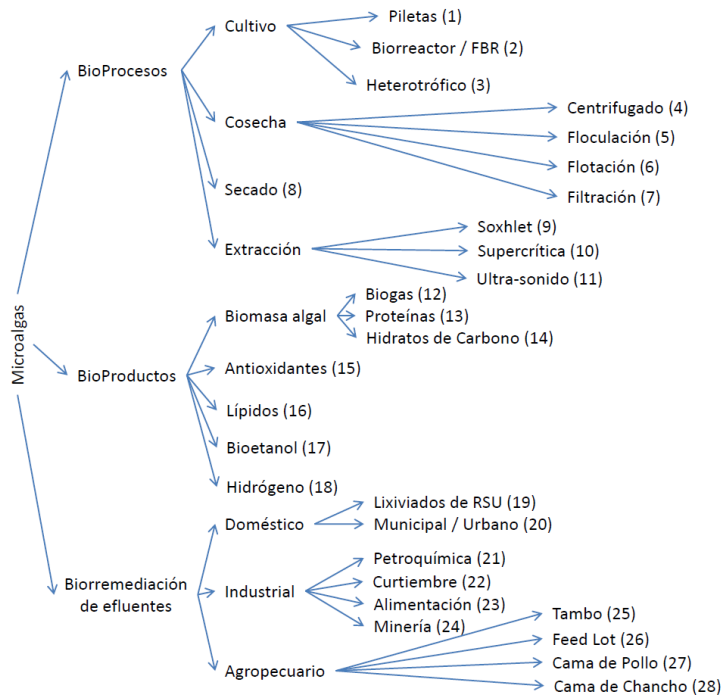 Microalgas
BioProcesos
Cultivo
Piletas (1)
Biorreactor / FBR (2)
Heterotrófico (3)
Cosecha
Centrifugado (4)
Floculación (5)
Flotación (6)
Filtración (7)
Secado (8)
Extracción
Soxhlet (9)
Supercrítica (10)
Ultra-sonido (11)
BioProductos
Biomasa algal
Biogas (12)
Proteínas (13)
Hidratos de Carbono (14)
Antioxidantes (15)
Lípidos (16)
Bioetanol (17)
Hidrógeno (18)
Biorremediación
de efluentes
Doméstico
Lixiviados de RSU (19)
Municipal / Urbano (20)
Industrial
Petroquímica (21)
Curtiembre (22)
Alimentación (23)
Minería (24)
Agropecuario
Tambo (25)
Feed Lot (26)
Cama de Pollo (27)
Cama de Chancho (28)